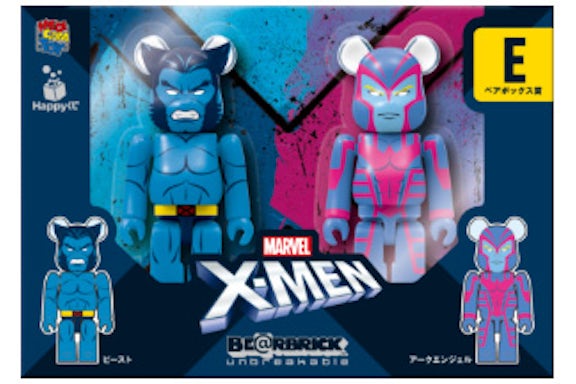 Happyくじ
E
ペアボックス賞
MARVEL
X-MEN
BE@RBRICK
unbreakable
ビースト
アークエンジェル